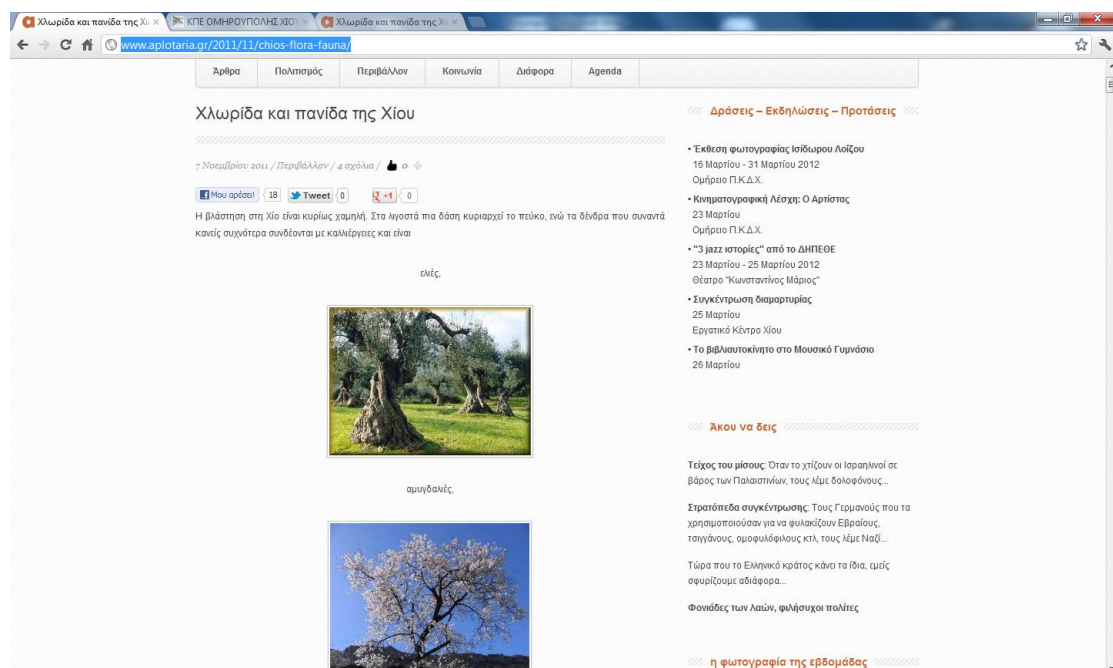 Χλωρίδα και πανίδα της Χί
ΚΠΕ ΟΜΗΡΟΥΠΟΛΗΣ ΧΙΟΥ
Χλωρίδα και πανίδα της Χί
www.aplotaria.gr/2011/11/chios-flora-fauna/
Άρθρα Πολιτισμός Περιβάλλον Κοινωνία Διάφορα Agenda
Χλωρίδα και πανίδα της Χίου
7 Νοεμβρίου 2011 / Περιβάλλον / 4 σχόλια / 0
Μου αρέσει! 18 Tweet 0 +1 0
Η βλάστηση στη Χίο είναι κυρίως χαμηλή. Στα λιγοστά πια δάση κυριαρχεί το πεύκο, ενώ τα δένδρα που συναντά
κανείς συχνότερα συνδέονται με καλλιέργειες και είναι
ελιές,
αμυγδαλιές,
Δράσεις – Εκδηλώσεις – Προτάσεις
• Έκθεση φωτογραφίας Ισίδωρου Λοΐζου
16 Μαρτίου - 31 Μαρτίου 2012
Ομήρειο Π.Κ.Δ.Χ.
• Κινηματογραφική Λέσχη: Ο Αρτίστας
23 Μαρτίου
Ομήρειο Π.Κ.Δ.Χ.
• "3 jazz ιστορίες" από το ΔΗΠΕΘΕ
23 Μαρτίου - 25 Μαρτίου 2012
Θέατρο "Κωνσταντίνος Μάριος"
• Συγκέντρωση διαμαρτυρίας
25 Μαρτίου
Εργατικό Κέντρο Χίου
• Το βιβλιαυτοκίνητο στο Μουσικό Γυμνάσιο
26 Μαρτίου
Άκου να δεις
Τείχος του μίσους: Όταν το χτίζουν οι Ισραηλινοί σε
βάρος των Παλαιστινίων, τους λέμε δολοφόνους...
Στρατόπεδα συγκέντρωσης: Τους Γερμανούς που τα
χρησιμοποιούσαν για να φυλακίζουν Εβραίους,
τσιγγάνους, ομοφυλόφιλους κτλ, τους λέμε Ναζί...
Τώρα που το Ελληνικό κράτος κάνει τα ίδια, εμείς
σφυρίζουμε αδιάφορα...
Φονιάδες των Λαών, φιλήσυχοι πολίτες
η φωτογραφία της εβδομάδας